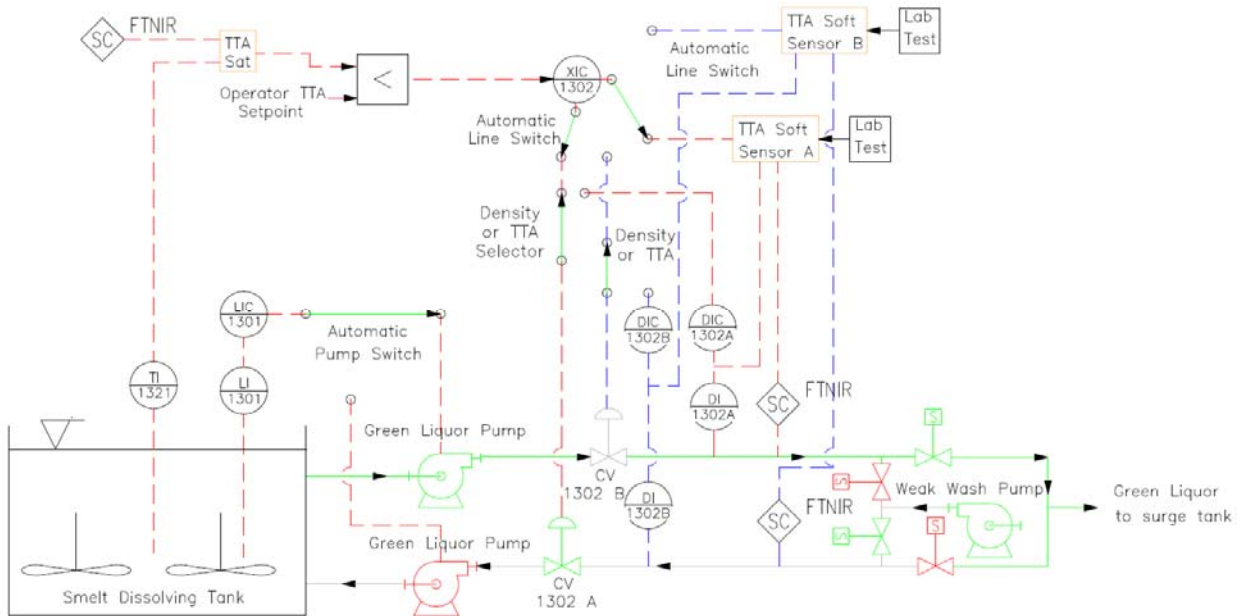 SC
FTNIR
TTA
Sat
Operator TTA
Setpoint
<
XIC
1302
Automatic
Line Switch
Automatic
Line Switch
TTA Soft
Sensor B
Lab
Test
TTA Soft
Sensor A
Lab
Test
Density
or TTA
Selector
Density
or TTA
LIC
1301
Automatic
Pump Switch
TI
1321
LI
1301
DIC
1302B
DIC
1302A
DI
1302A
SC
FTNIR
S
Green Liquor Pump
CV
1302 B
DI
1302B
SC
FTNIR
S
Weak Wash Pump
S
S
Green Liquor
to surge tank
Green Liquor Pump
CV
1302 A
Smelt Dissolving Tank